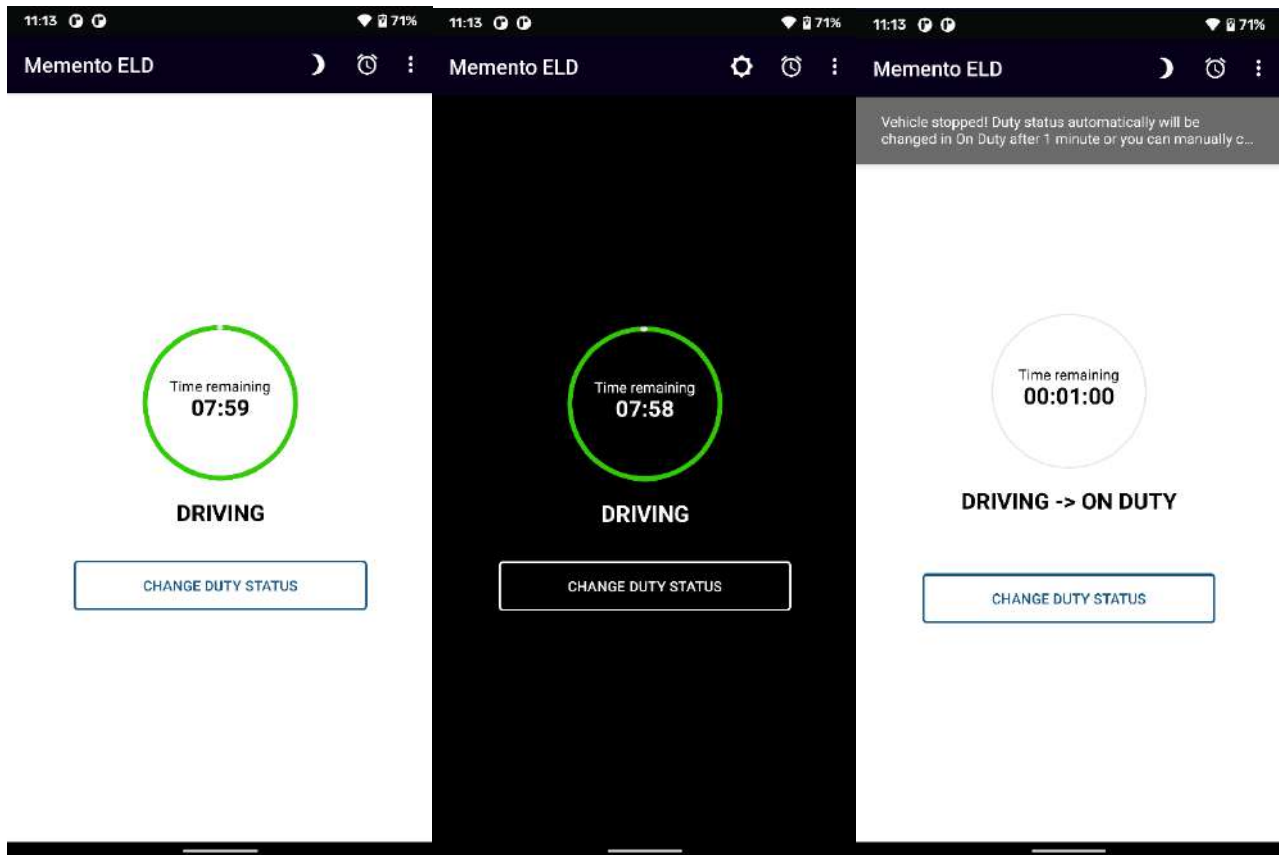 11:13
71%
Memento ELD
Time remaining
07:59
DRIVING
CHANGE DUTY STATUS
11:13
71%
Memento ELD
Time remaining
07:58
DRIVING
CHANGE DUTY STATUS
11:13
71%
Memento ELD
Vehicle stopped! Duty status automatically will be
changed in On Duty after 1 minute or you can manually c...
Time remaining
00:01:00
DRIVING -> ON DUTY
CHANGE DUTY STATUS